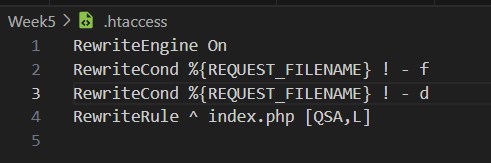 Week5 > .htaccess
1 RewriteEngine On
2 RewriteCond %{REQUEST_FILENAME} ! - f
3 RewriteCond %{REQUEST_FILENAME} ! - d
4 RewriteRule ^ index.php [QSA,L]
5